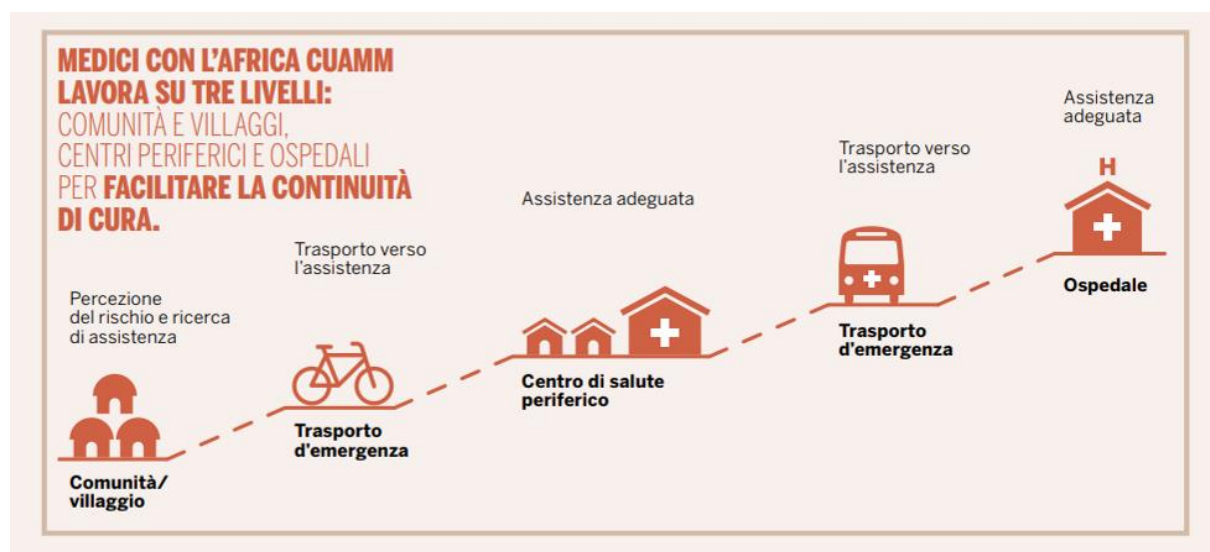 MEDICI CON L'AFRICA CUAMM
LAVORA SU TRE LIVELLI:
COMUNITÀ E VILLAGGI,
CENTRI PERIFERICI E OSPEDALI
PER FACILITARE LA CONTINUITÀ
DI CURA.
Percezione
del rischio e ricerca
di assistenza
Comunità/
villaggio
Trasporto verso
l'assistenza
Trasporto
d'emergenza
Assistenza adeguata
Centro di salute
periferico
Trasporto verso
l'assistenza
Trasporto
d'emergenza
Assistenza
adeguata
H
Ospedale